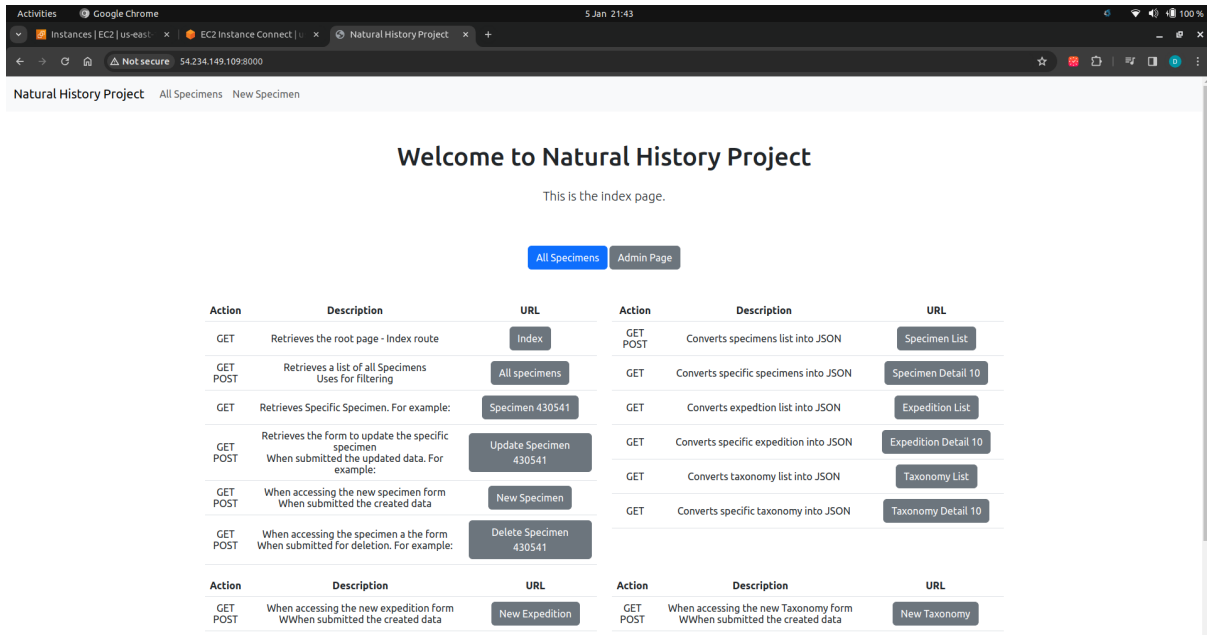 Activities Google Chrome 5 Jan 21:43 100 %
Instances | EC2 | us-east- EC2 Instance Connect | u Natural History Project
Not secure 54.234.149.109:8000 D
Natural History Project All Specimens New Specimen
Welcome to Natural History Project
This is the index page.
All Specimens Admin Page
Action Description URL
GET Retrieves the root page - Index route Index
GET Retrieves a list of all Specimens All specimens
POST Uses for filtering
GET Retrieves Specific Specimen. For example: Specimen 430541
Retrieves the form to update the specific
GET specimen Update Specimen
POST When submitted the updated data. For 430541
example:
GET When accessing the new specimen form New Specimen
POST When submitted the created data
GET When accessing the specimen a the form Delete Specimen
POST When submitted for deletion. For example: 430541
Action Description URL
GET Converts specimens list into JSON Specimen List
POST
GET Converts specific specimens into JSON Specimen Detail 10
GET Converts expedtion list into JSON Expedition List
GET Converts specific expedition into JSON Expedition Detail 10
GET Converts taxonomy list into JSON Taxonomy List
GET Converts specific taxonomy into JSON Taxonomy Detail 10
Action Description URL
GET When accessing the new expedition form New Expedition
POST WWhen submitted the created data
Action Description URL
GET When accessing the new Taxonomy form New Taxonomy
POST WWhen submitted the created data